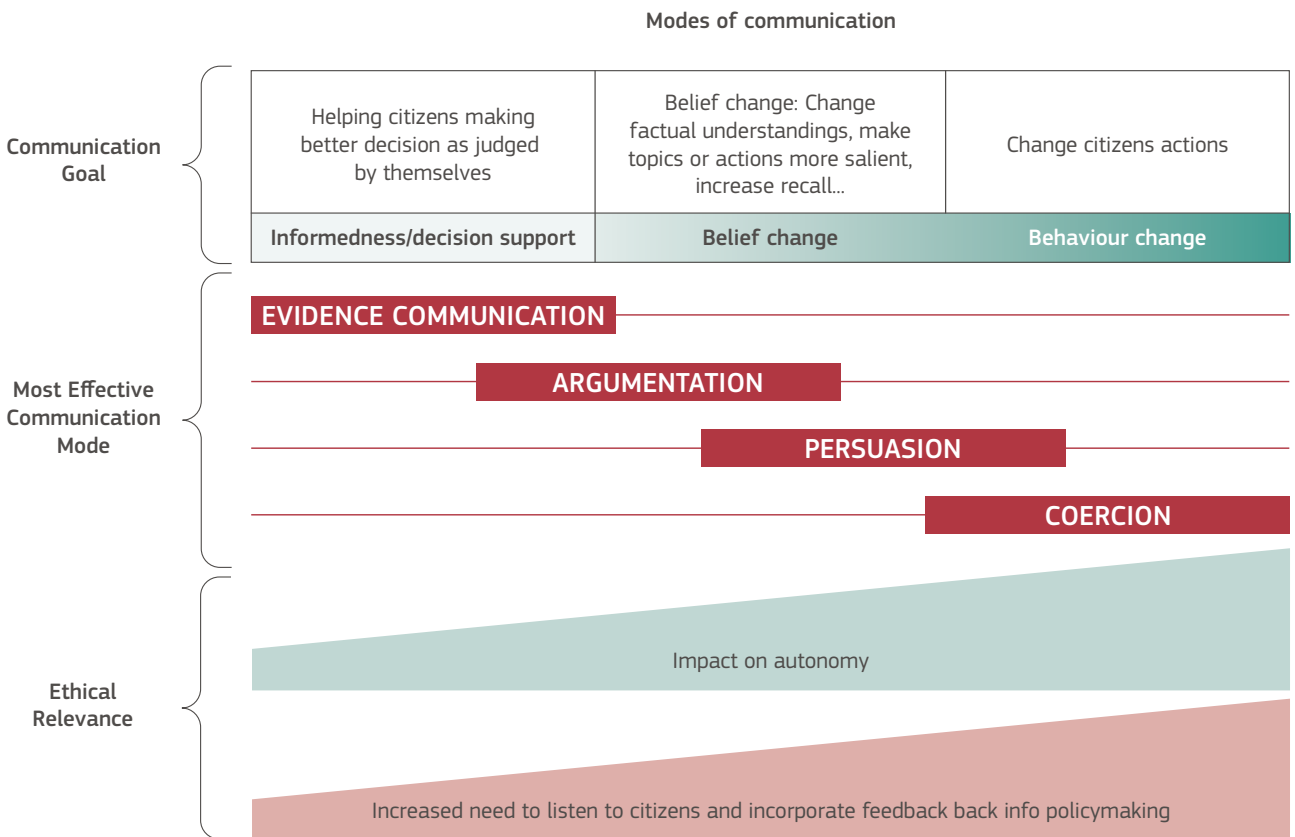 Modes of communication
Communication
Goal
Helping citizens making
better decision as judged
by themselves
Belief change: Change
factual understandings, make
topics or actions more salient,
increase recall...
Change citizens actions
Informedness/decision support
Belief change
Behaviour change
Most Effective
Communication
Mode
EVIDENCE COMMUNICATION
ARGUMENTATION
PERSUASION
COERCION
Ethical
Relevance
Impact on autonomy
Increased need to listen to citizens and incorporate feedback back info policymaking